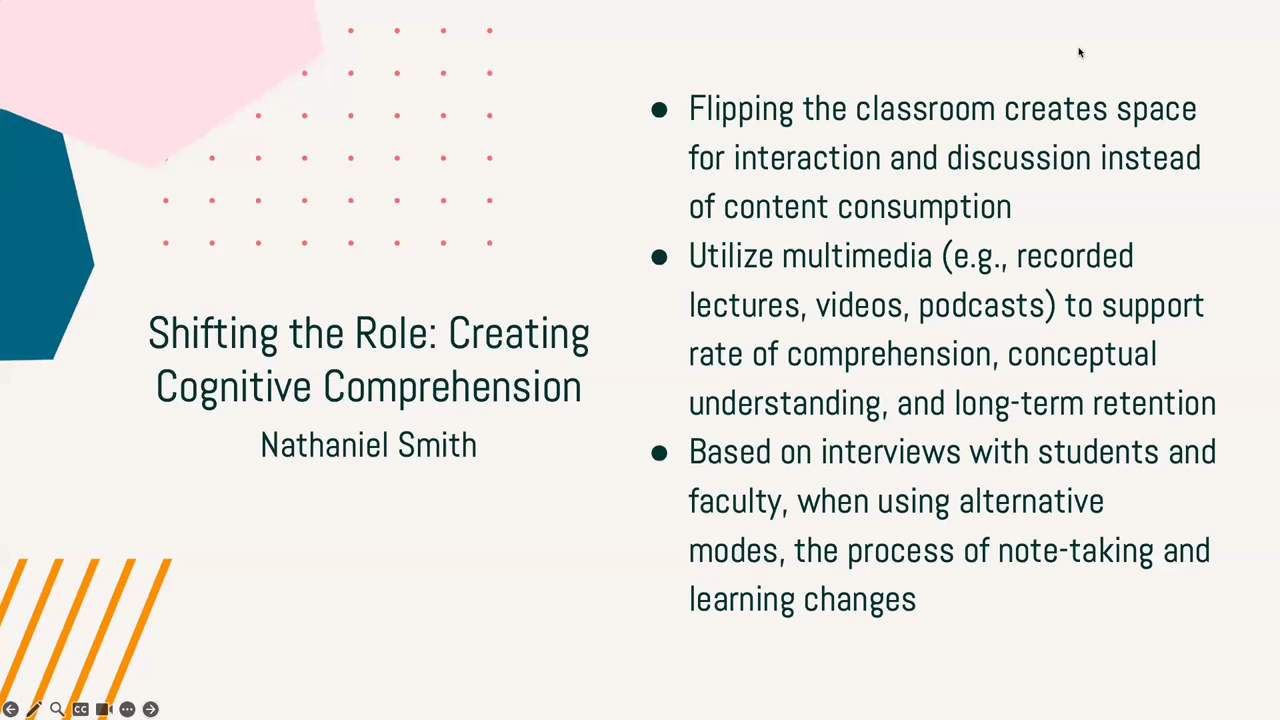 Shifting the Role: Creating
Cognitive Comprehension
Nathaniel Smith
● Flipping the classroom creates space
for interaction and discussion instead
of content consumption
● Utilize multimedia (e.g., recorded
lectures, videos, podcasts) to support
rate of comprehension, conceptual
understanding, and long-term retention
● Based on interviews with students and
faculty, when using alternative
modes, the process of note-taking and
learning changes
CC